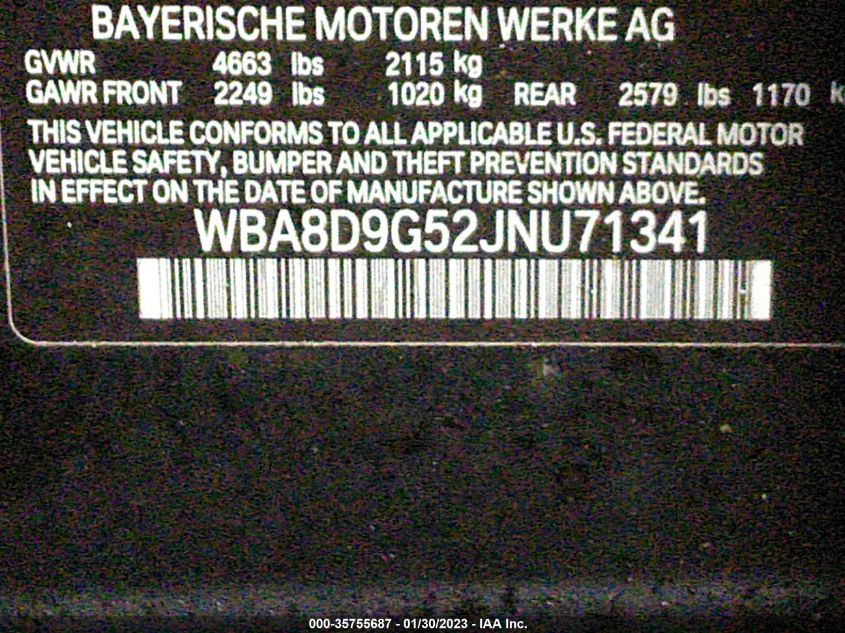 BAYERISCHE MOTOREN WERKE AG
GVWR 4663 lbs 2115 kg
GAWR FRONT 2249 lbs 1020 kg REAR 2579 lbs 1170 k
THIS VEHICLE CONFORMS TO ALL APPLICABLE U.S. FEDERAL MOTOR
VEHICLE SAFETY, BUMPER AND THEFT PREVENTION STANDARDS
IN EFFECT ON THE DATE OF MANUFACTURE SHOWN ABOVE.
WBA8D9G52JNU71341
000-35755687 - 01/30/2023 - IAA Inc.